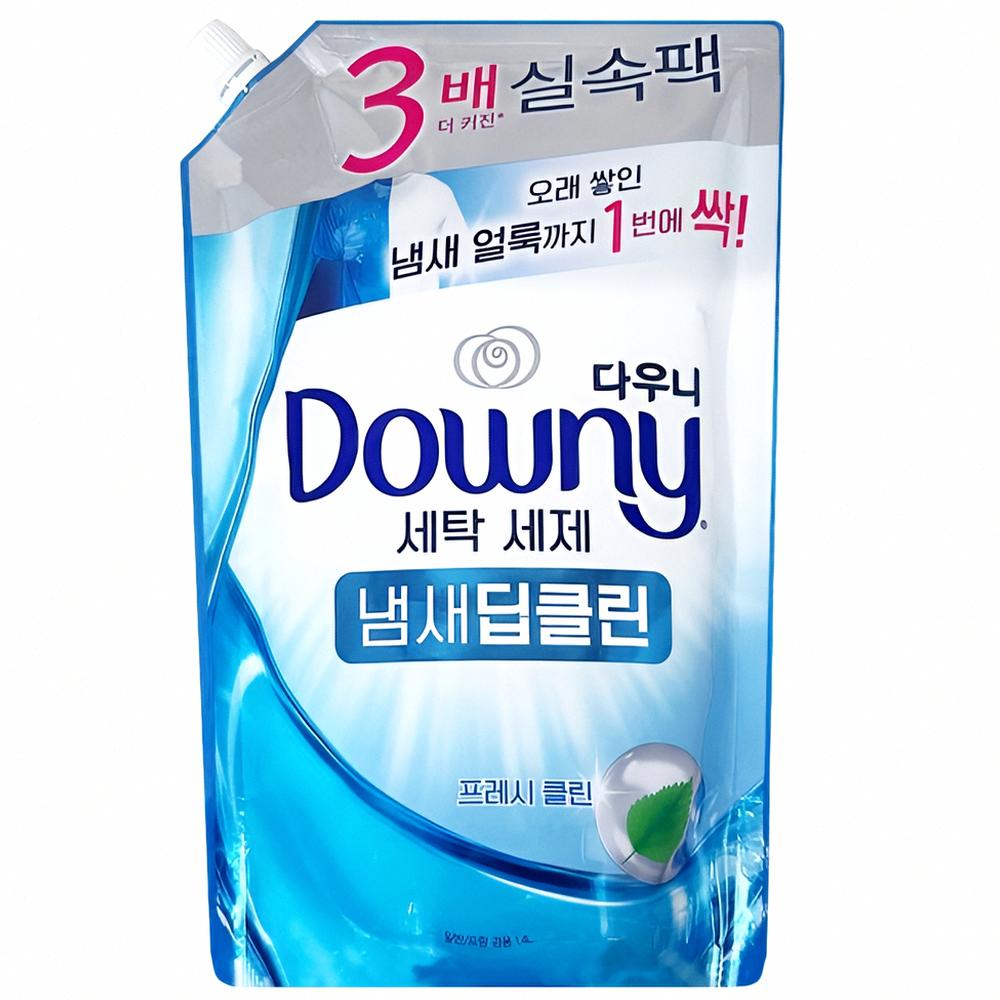 3배 실속팩
더 커진*
오래 쌓인
냄새 얼룩까지 1번에 싹!
다우니
Downy
세탁 세제
냄새딥클린
프레시 클린